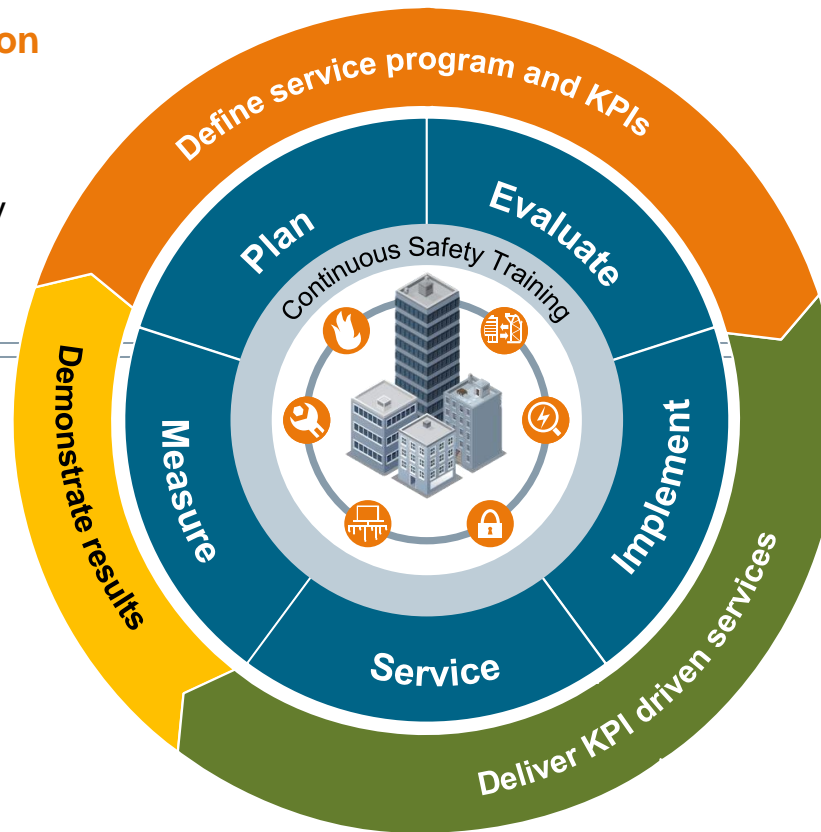 on
y
Define service program and KPIs
Plan
Evaluate
Continuous Safety Training
Demonstrate results
Measure
Implement
Service
Deliver KPI driven services